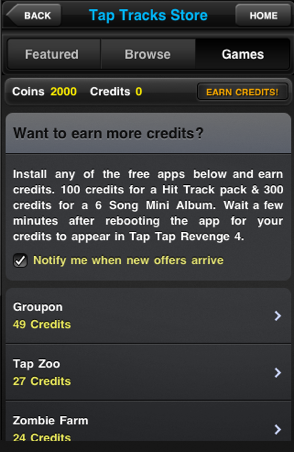 BACK Tap Tracks Store HOME
Featured Browse Games
Coins 2000 Credits 0 EARN CREDITS!
Want to earn more credits?
Install any of the free apps below and earn
credits. 100 credits for a Hit Track pack & 300
credits for a 6 Song Mini Album. Wait a few
minutes after rebooting the app for your
credits to appear in Tap Tap Revenge 4.
Notify me when new offers arrive
Groupon
49 Credits
Tap Zoo
27 Credits
Zombie Farm
24 Credits